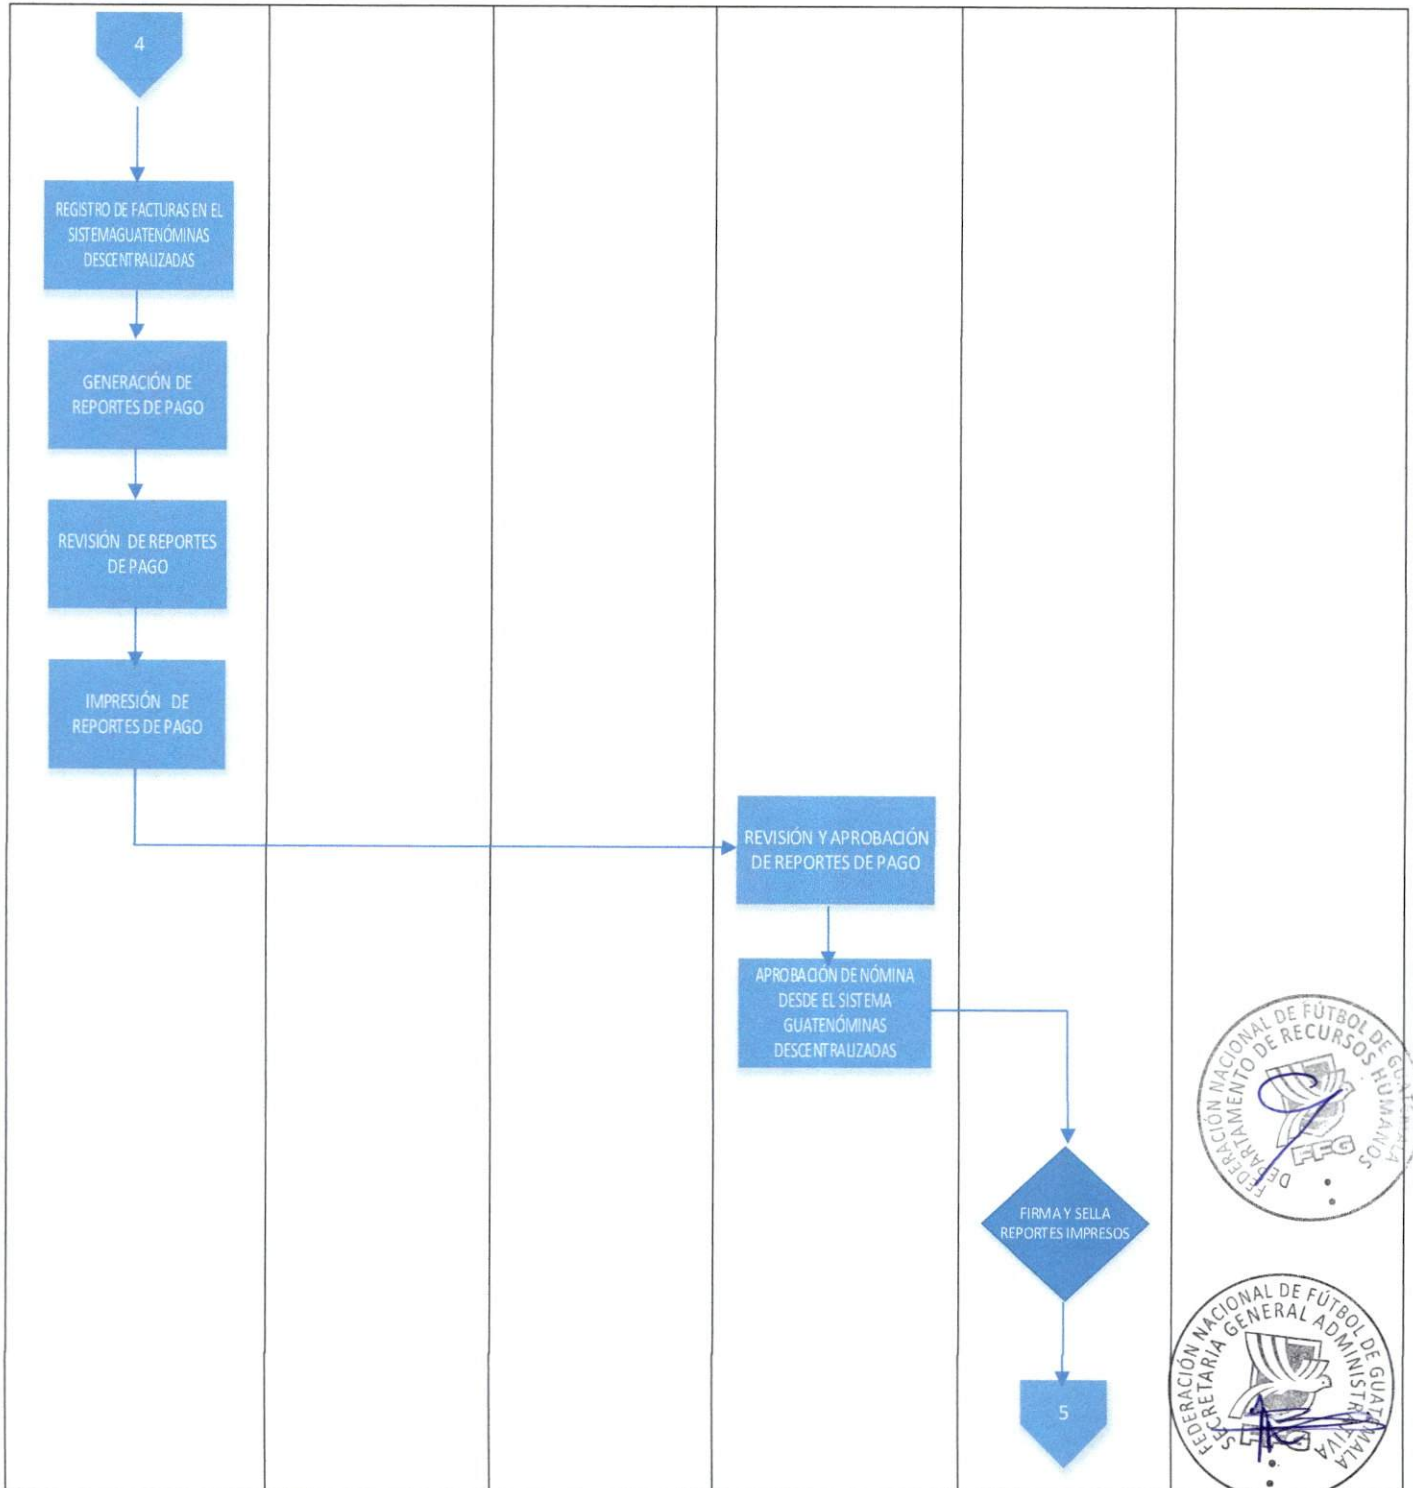 4
REGISTRO DE FACTURAS EN EL
SISTEMAGUATENÓMINAS
DESCENTRALIZADAS
GENERACIÓN DE
REPORTES DE PAGO
REVISIÓN DE REPORTES
DE PAGO
IMPRESIÓN DE
REPORTES DE PAGO
REVISIÓN Y APROBACIÓN
DE REPORTES DE PAGO
APROBACIÓN DE NÓMINA
DESDE EL SISTEMA
GUATENÓMINAS
DESCENTRALIZADAS
FIRMA Y SELLA
REPORTES IMPRESOS
5
FEDERACIÓN NACIONAL DE FÚTBOL DE GUATEMALA
DEPARTAMENTO DE RECURSOS HUMANOS
FFG
FEDERACIÓN NACIONAL DE FÚTBOL DE GUATEMALA
SECRETARÍA GENERAL ADMINISTRATIVA
FFG